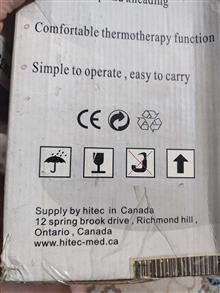 Comfortable thermotherapy function
Simple to operate , easy to carry
CE
Supply by hitec in Canada
12 spring brook drive , Richmond hill ,
Ontario , Canada
www.hitec-med.ca